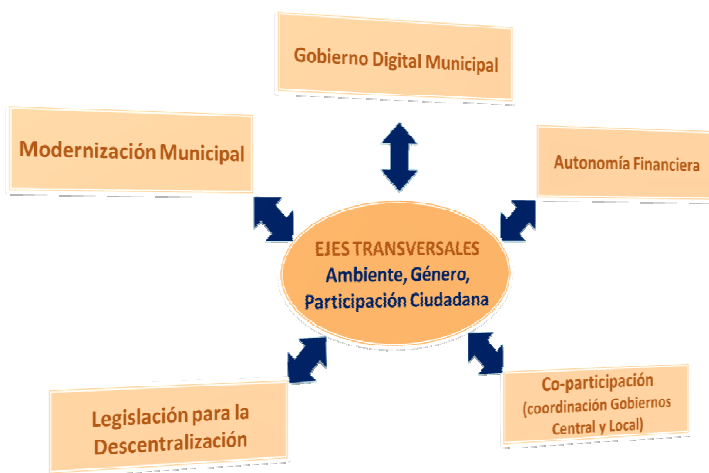 Gobierno Digital Municipal
Modernización Municipal
Autonomía Financiera
EJES TRANSVERSALES
Ambiente, Género,
Participación Ciudadana
Legislación para la
Descentralización
Co-participación
(coordinación Gobiernos
Central y Local)